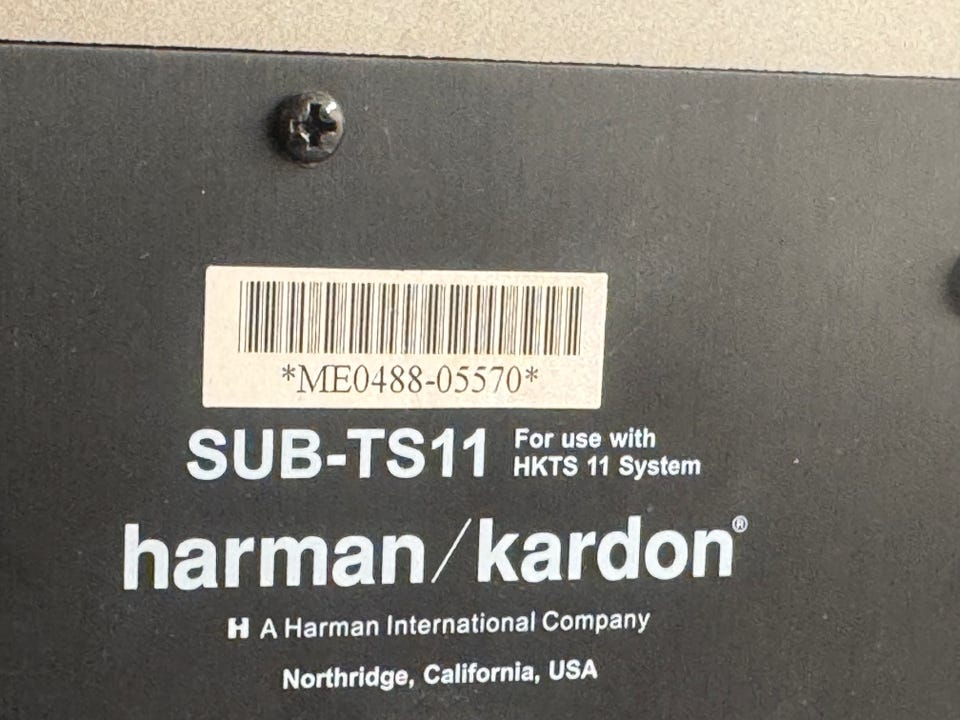 *ME0488-05570*
SUB-TS11 For use with
HKTS 11 System
harman/kardon®
H A Harman International Company
Northridge, California, USA